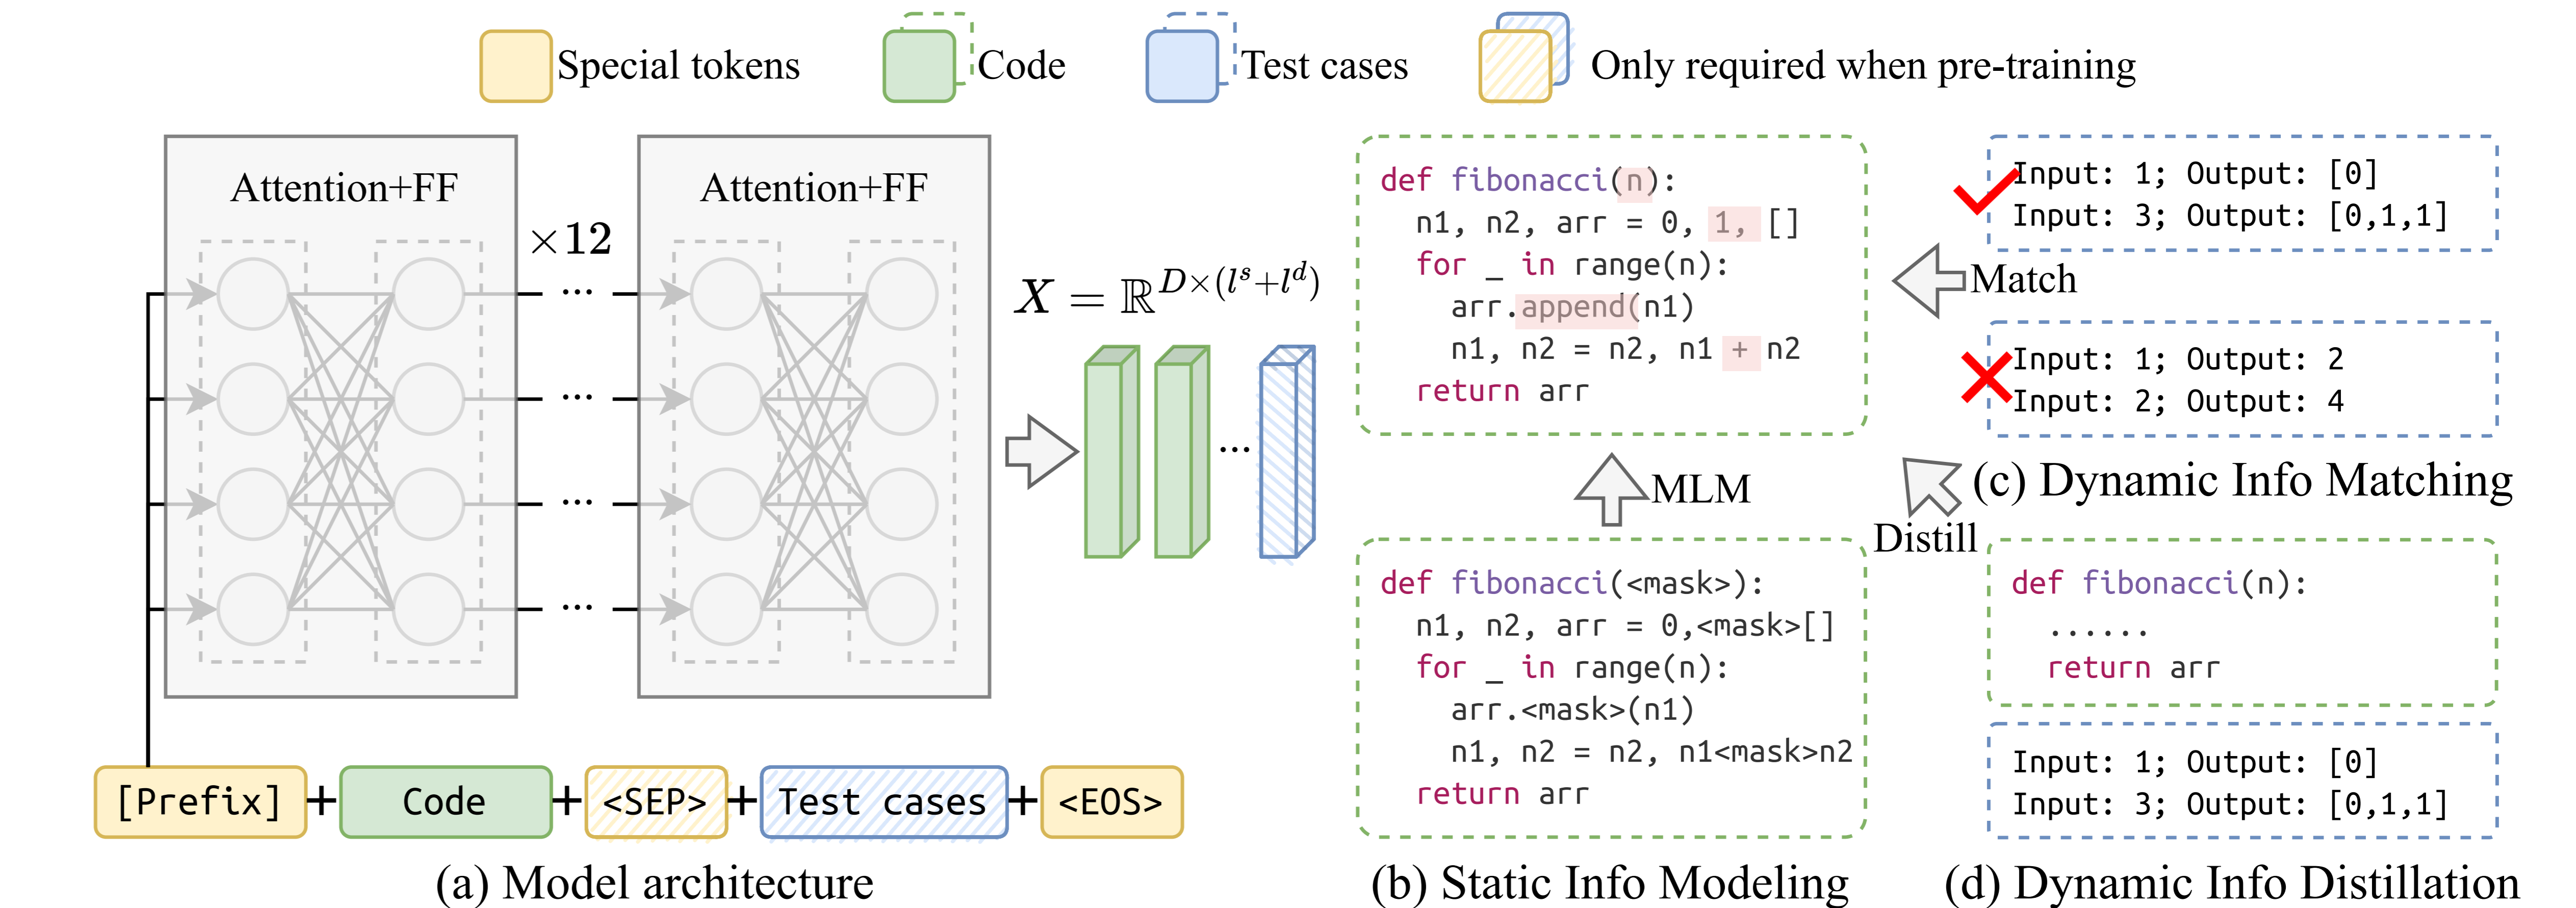 Special tokens
Code
Test cases
Only required when pre-training
Attention+FF
×12
Attention+FF
...
...
...
...
X = ℝ^{D×(l^s+l^d)}
...
[Prefix] + Code + <SEP> + Test cases + <EOS>
(a) Model architecture
def fibonacci(n):
n1, n2, arr = 0, 1, []
for _ in range(n):
arr.append(n1)
n1, n2 = n2, n1 + n2
return arr
MLM
def fibonacci(<mask>):
n1, n2, arr = 0,<mask>[]
for _ in range(n):
arr.<mask>(n1)
n1, n2 = n2, n1<mask>n2
return arr
(b) Static Info Modeling
Input: 1; Output: [0]
Input: 3; Output: [0,1,1]
Match
Input: 1; Output: 2
Input: 2; Output: 4
(c) Dynamic Info Matching
Distill
def fibonacci(n):
......
return arr
Input: 1; Output: [0]
Input: 3; Output: [0,1,1]
(d) Dynamic Info Distillation